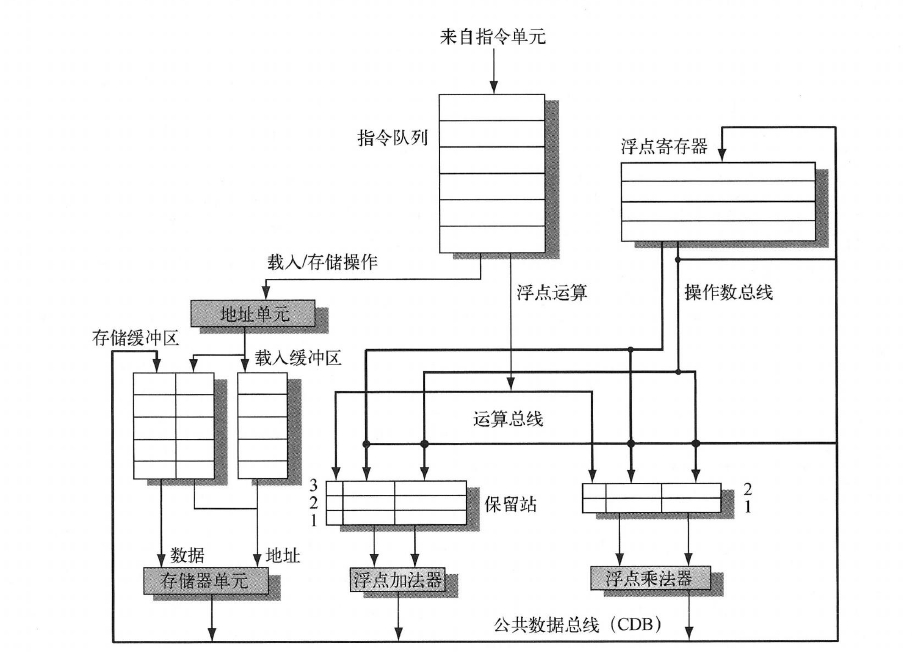 来自指令单元
指令队列
浮点寄存器
载入/存储操作
浮点运算
操作数总线
地址单元
存储缓冲区
载入缓冲区
运算总线
3
2
1
保留站
2
1
数据
地址
存储器单元
浮点加法器
浮点乘法器
公共数据总线（CDB）